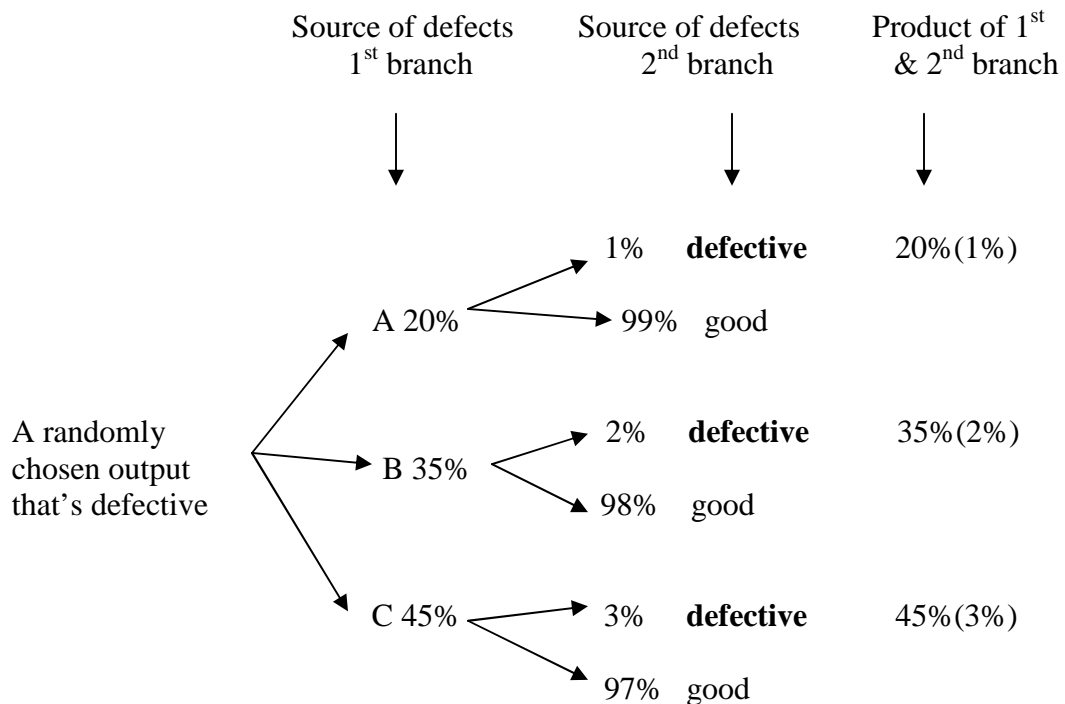 Source of defects Source of defects Product of 1st
1st branch 2nd branch & 2nd branch
1% defective 20%(1%)
A 20%
99% good
A randomly
chosen output
that’s defective
2% defective 35%(2%)
B 35%
98% good
C 45% 3% defective 45%(3%)
97% good